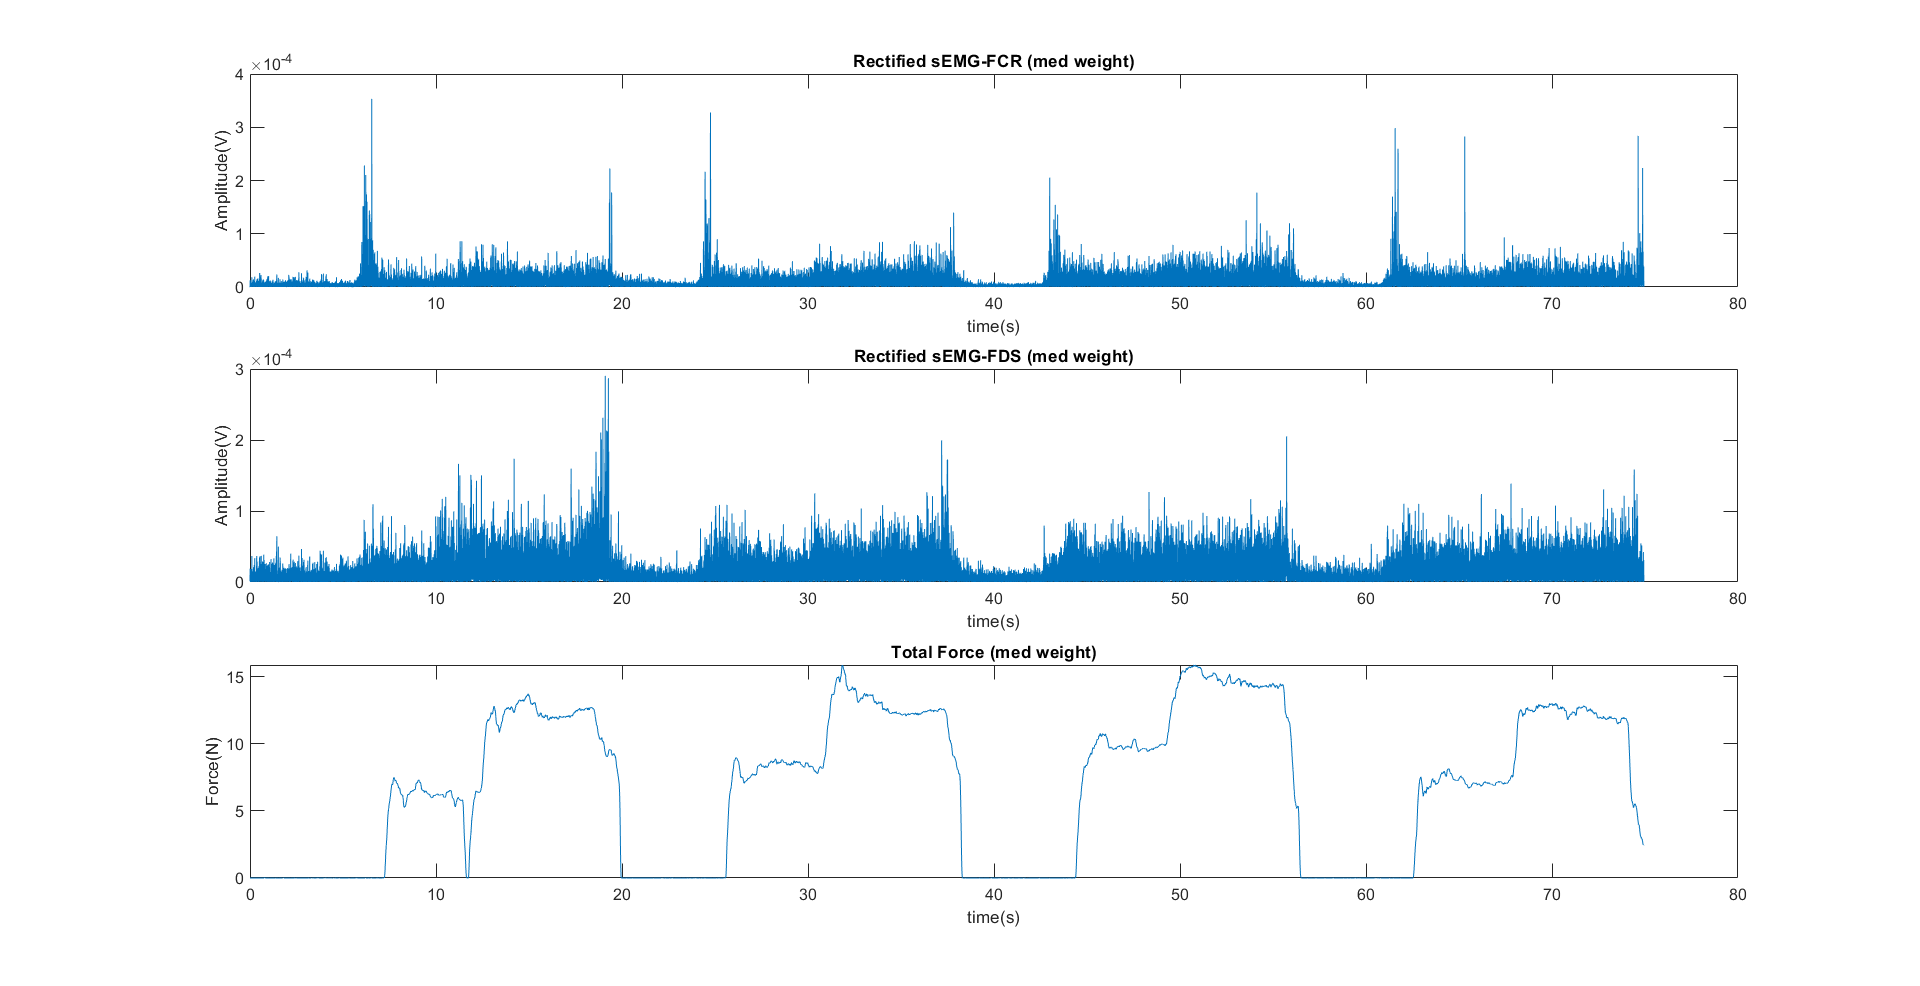 Rectified sEMG-FCR (med weight)
×10-4
Amplitude(V)
4
3
2
1
0
0 10 20 30 40 50 60 70 80
time(s)
Rectified sEMG-FDS (med weight)
×10-4
Amplitude(V)
3
2
1
0
0 10 20 30 40 50 60 70 80
time(s)
Total Force (med weight)
Force(N)
15
10
5
0
0 10 20 30 40 50 60 70 80
time(s)